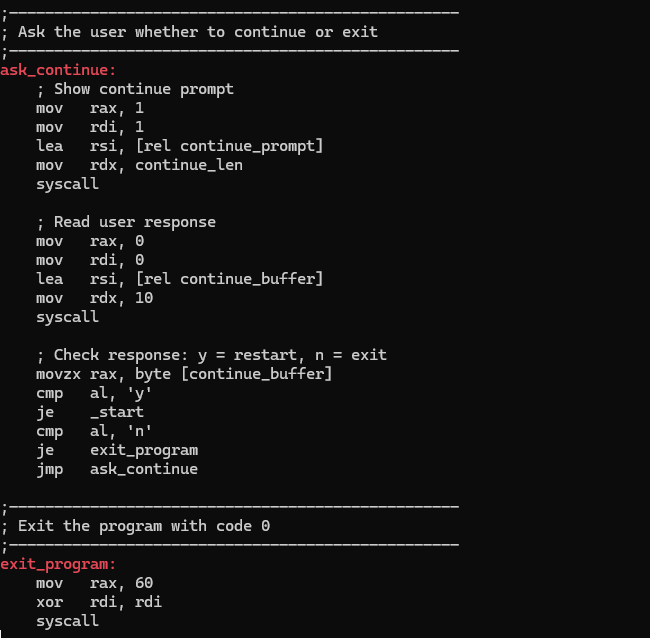 ;--------------------------------------------------
; Ask the user whether to continue or exit
;--------------------------------------------------
ask_continue:
    ; Show continue prompt
    mov   rax, 1
    mov   rdi, 1
    lea   rsi, [rel continue_prompt]
    mov   rdx, continue_len
    syscall

    ; Read user response
    mov   rax, 0
    mov   rdi, 0
    lea   rsi, [rel continue_buffer]
    mov   rdx, 10
    syscall

    ; Check response: y = restart, n = exit
    movzx rax, byte [continue_buffer]
    cmp   al, 'y'
    je    _start
    cmp   al, 'n'
    je    exit_program
    jmp   ask_continue

;--------------------------------------------------
; Exit the program with code 0
;--------------------------------------------------
exit_program:
    mov   rax, 60
    xor   rdi, rdi
    syscall